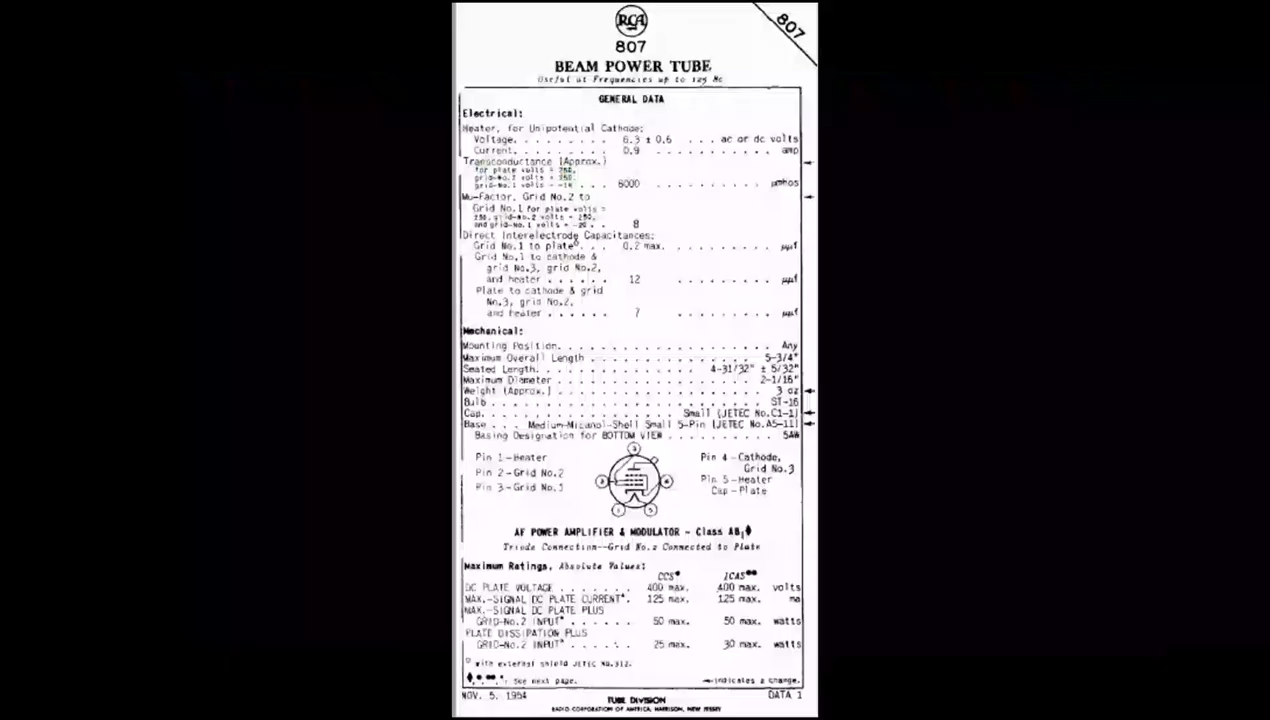 RCA
807
807
BEAM POWER TUBE
Useful at Frequencies up to 125 Mc
GENERAL DATA
Electrical:
Heater, for Unipotential Cathode:
Voltage. . . . . . . . . 6.3 ± 0.6 . . . ac or dc volts
Current. . . . . . . . . 0.9 . . . . . . . . . . . amp
Transconductance (Approx.)
for plate volts = 250,
grid-No.2 volts = 250,
grid-No.1 volts = -14 . . . 6000 . . . . . . . . . . µmhos
Mu-Factor, Grid No.2 to
Grid No.1 for plate volts =
250, grid-No.2 volts = 250,
and grid-No.1 volts = -20 . . 8
Direct Interelectrode Capacitances:
Grid No.1 to plate° . . . 0.2 max. . . . . . . . . . µµf
Grid No.1 to cathode &
grid No.3, grid No.2,
and heater . . . . . . 12 . . . . . . . . . µµf
Plate to cathode & grid
No.3, grid No.2,
and heater . . . . . . 7 . . . . . . . . . µµf
Mechanical:
Mounting Position. . . . . . . . . . . . . . . . . . . Any
Maximum Overall Length . . . . . . . . . . . . . . . 5-3/4"
Seated Length. . . . . . . . . . . . . . 4-31/32" ± 5/32"
Maximum Diameter . . . . . . . . . . . . . . . . . 2-1/16"
Weight (Approx.) . . . . . . . . . . . . . . . . . . 3 oz
Bulb . . . . . . . . . . . . . . . . . . . . . . . . ST-16
Cap. . . . . . . . . . . . . . . . Small (JETEC No.C1-1)
Base . . . Medium-Micanol-Shell Small 5-Pin (JETEC No.A5-11)
Basing Designation for BOTTOM VIEW . . . . . . . . . . 5AW
Pin 1-Heater
Pin 2-Grid No.2
Pin 3-Grid No.1
3
2
4
1
5
Pin 4-Cathode,
Grid No.3
Pin 5-Heater
Cap-Plate
AF POWER AMPLIFIER & MODULATOR - Class AB1♦
Triode Connection--Grid No.2 Connected to Plate
Maximum Ratings, Absolute Values:
CCS• ICAS••
DC PLATE VOLTAGE . . . . . . . 400 max. 400 max. volts
MAX.-SIGNAL DC PLATE CURRENT▲. 125 max. 125 max. ma
MAX.-SIGNAL DC PLATE PLUS
GRID-No.2 INPUT▲ . . . . . . 50 max. 50 max. watts
PLATE DISSIPATION PLUS
GRID-No.2 INPUT▲ . . . . . . 25 max. 30 max. watts
° With external shield JETEC No.312.
♦,•,••,▲: See next page.
←indicates a change.
NOV. 5, 1954
TUBE DIVISION
DATA 1
RADIO CORPORATION OF AMERICA, HARRISON, NEW JERSEY